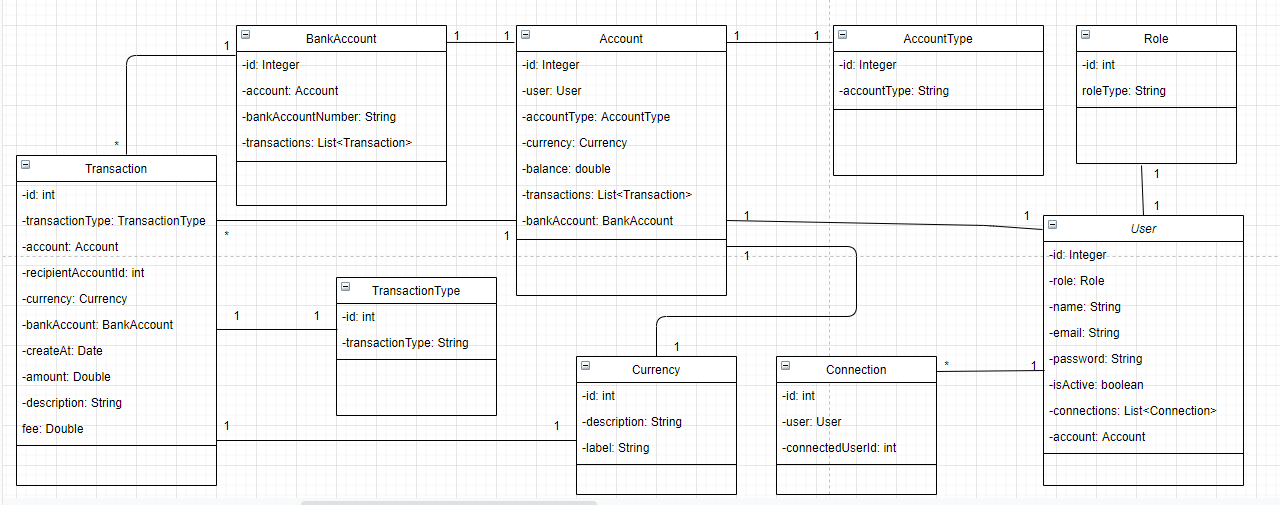 BankAccount
-id: Integer
-account: Account
-bankAccountNumber: String
-transactions: List<Transaction>
1
1
1
*
Account
-id: Integer
-user: User
-accountType: AccountType
-currency: Currency
-balance: double
-transactions: List<Transaction>
-bankAccount: BankAccount
1
1
AccountType
-id: Integer
-accountType: String
Role
-id: int
roleType: String
1
1
Transaction
-id: int
-transactionType: TransactionType
-account: Account
-recipientAccountId: int
-currency: Currency
-bankAccount: BankAccount
-createAt: Date
-amount: Double
-description: String
fee: Double
*
1
1
1
1
1
TransactionType
-id: int
-transactionType: String
1
1
1
1
Currency
-id: int
-description: String
-label: String
Connection
-id: int
-user: User
-connectedUserId: int
*
1
User
-id: Integer
-role: Role
-name: String
-email: String
-password: String
-isActive: boolean
-connections: List<Connection>
-account: Account